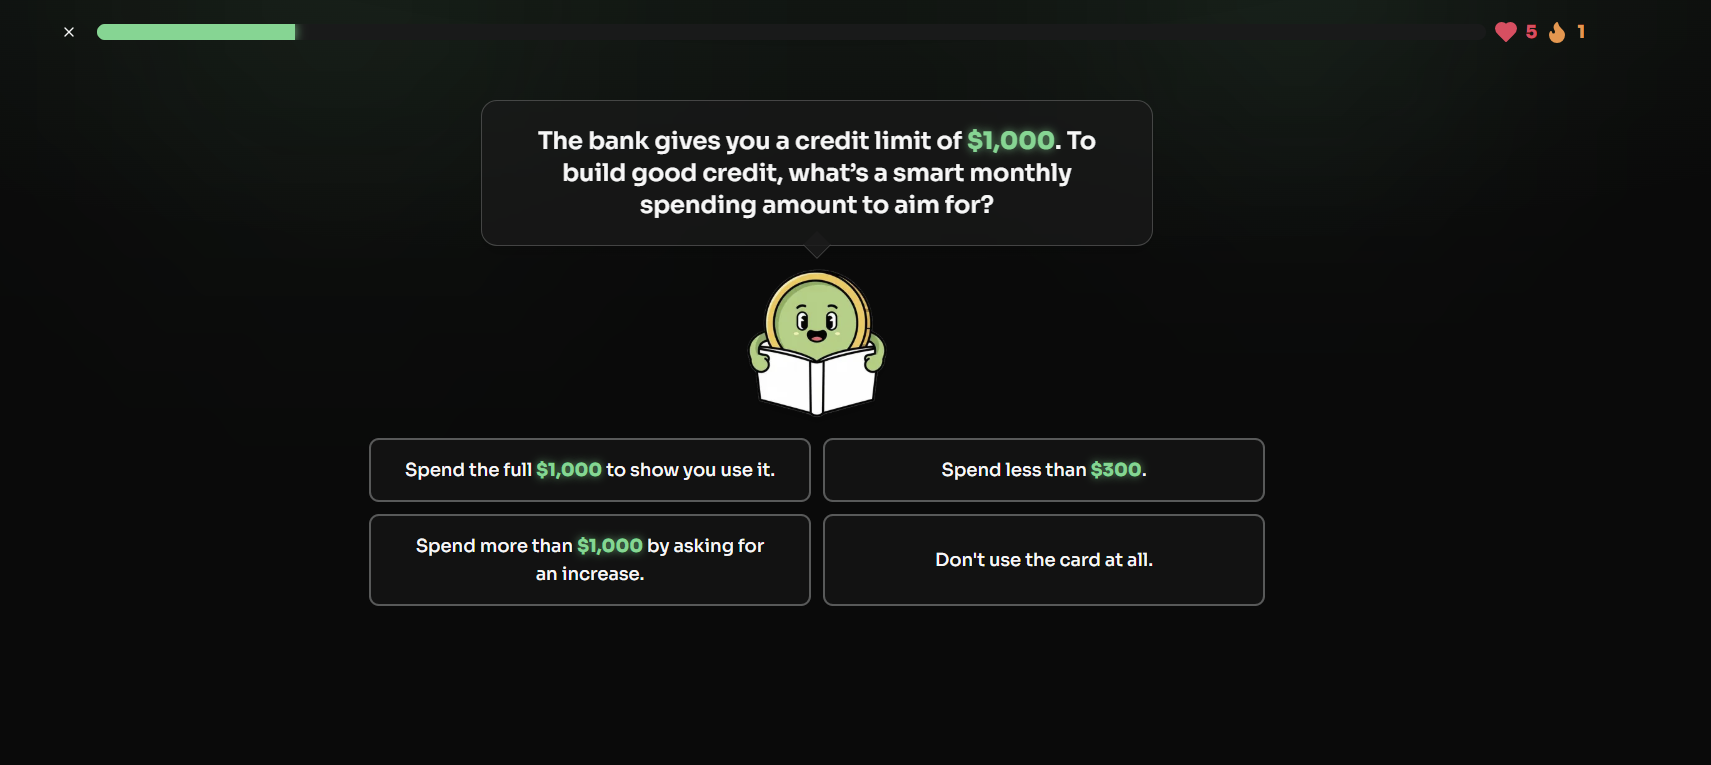 5 1
The bank gives you a credit limit of $1,000. To
build good credit, what’s a smart monthly
spending amount to aim for?
Spend the full $1,000 to show you use it.
Spend less than $300.
Spend more than $1,000 by asking for
an increase.
Don't use the card at all.